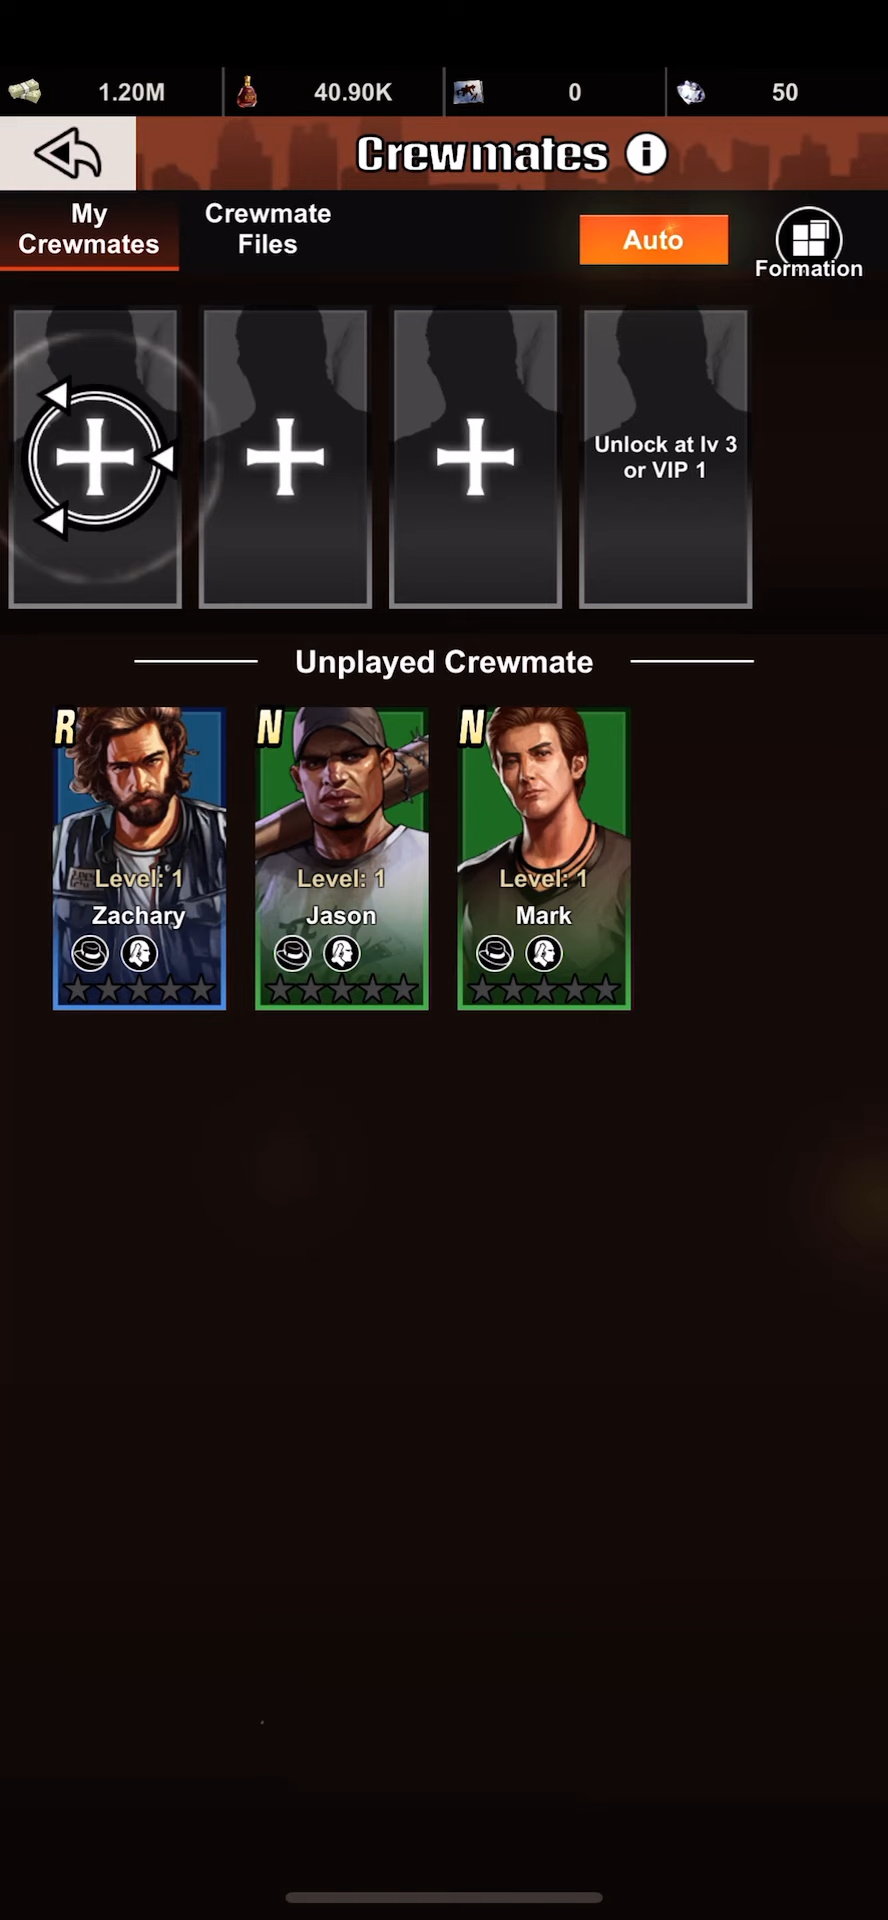 1.20M
40.90K
0
50
Crewmates
i
My
Crewmates
Crewmate
Files
Auto
Formation
Unlock at lv 3
or VIP 1
Unplayed Crewmate
R
N
N
Level: 1
Level: 1
Level: 1
Zachary
Jason
Mark